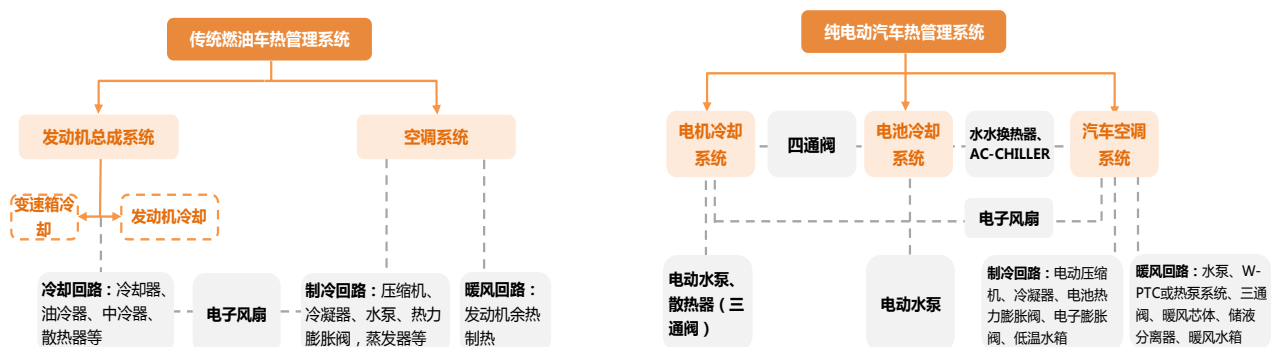 传统燃油车热管理系统
发动机总成系统
空调系统
变速箱冷
却
发动机冷却
冷却回路：冷却器、
油冷器、中冷器、
散热器等
电子风扇
制冷回路：压缩机、
冷凝器、水泵、热力
膨胀阀，蒸发器等
暖风回路：
发动机余热
制热
纯电动汽车热管理系统
电机冷却
系统
四通阀
电池冷却
系统
水水换热器、
AC-CHILLER
汽车空调
系统
电子风扇
电动水泵、
散热器（三
通阀）
电动水泵
制冷回路：电动压缩
机、冷凝器、电池热
力膨胀阀、电子膨胀
阀、低温水箱
暖风回路：水泵、W-
PTC或热泵系统、三通
阀、暖风芯体、储液
分离器、暖风水箱